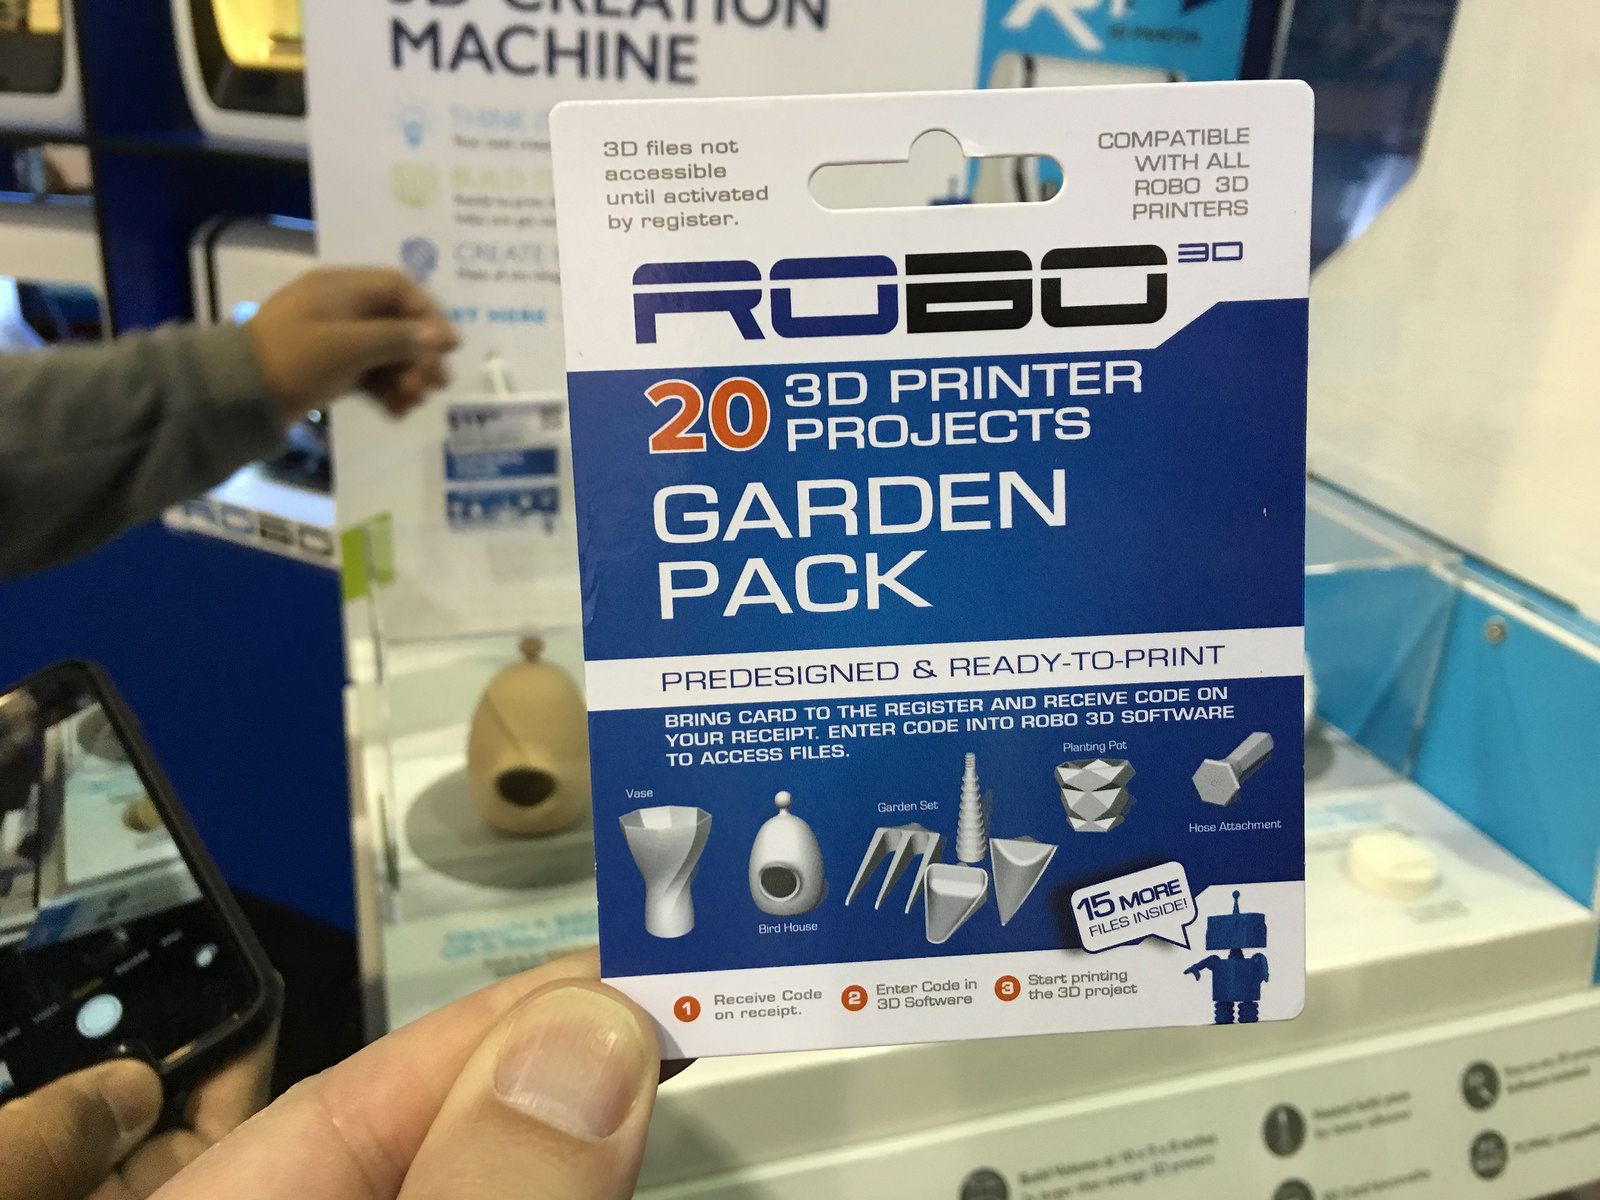 3D CREATION
MACHINE
3D files not
accessible
until activated
by register.
COMPATIBLE
WITH ALL
ROBO 3D
PRINTERS
ROBO 3D
20 3D PRINTER
PROJECTS
GARDEN
PACK
PREDESIGNED & READY-TO-PRINT
BRING CARD TO THE REGISTER AND RECEIVE CODE ON
YOUR RECEIPT. ENTER CODE INTO ROBO 3D SOFTWARE
TO ACCESS FILES.
Vase
Bird House
Garden Set
Planting Pot
Hose Attachment
15 MORE
FILES INSIDE!
1 Receive Code
on receipt.
2 Enter Code in
3D Software
3 Start printing
the 3D project
ROBO